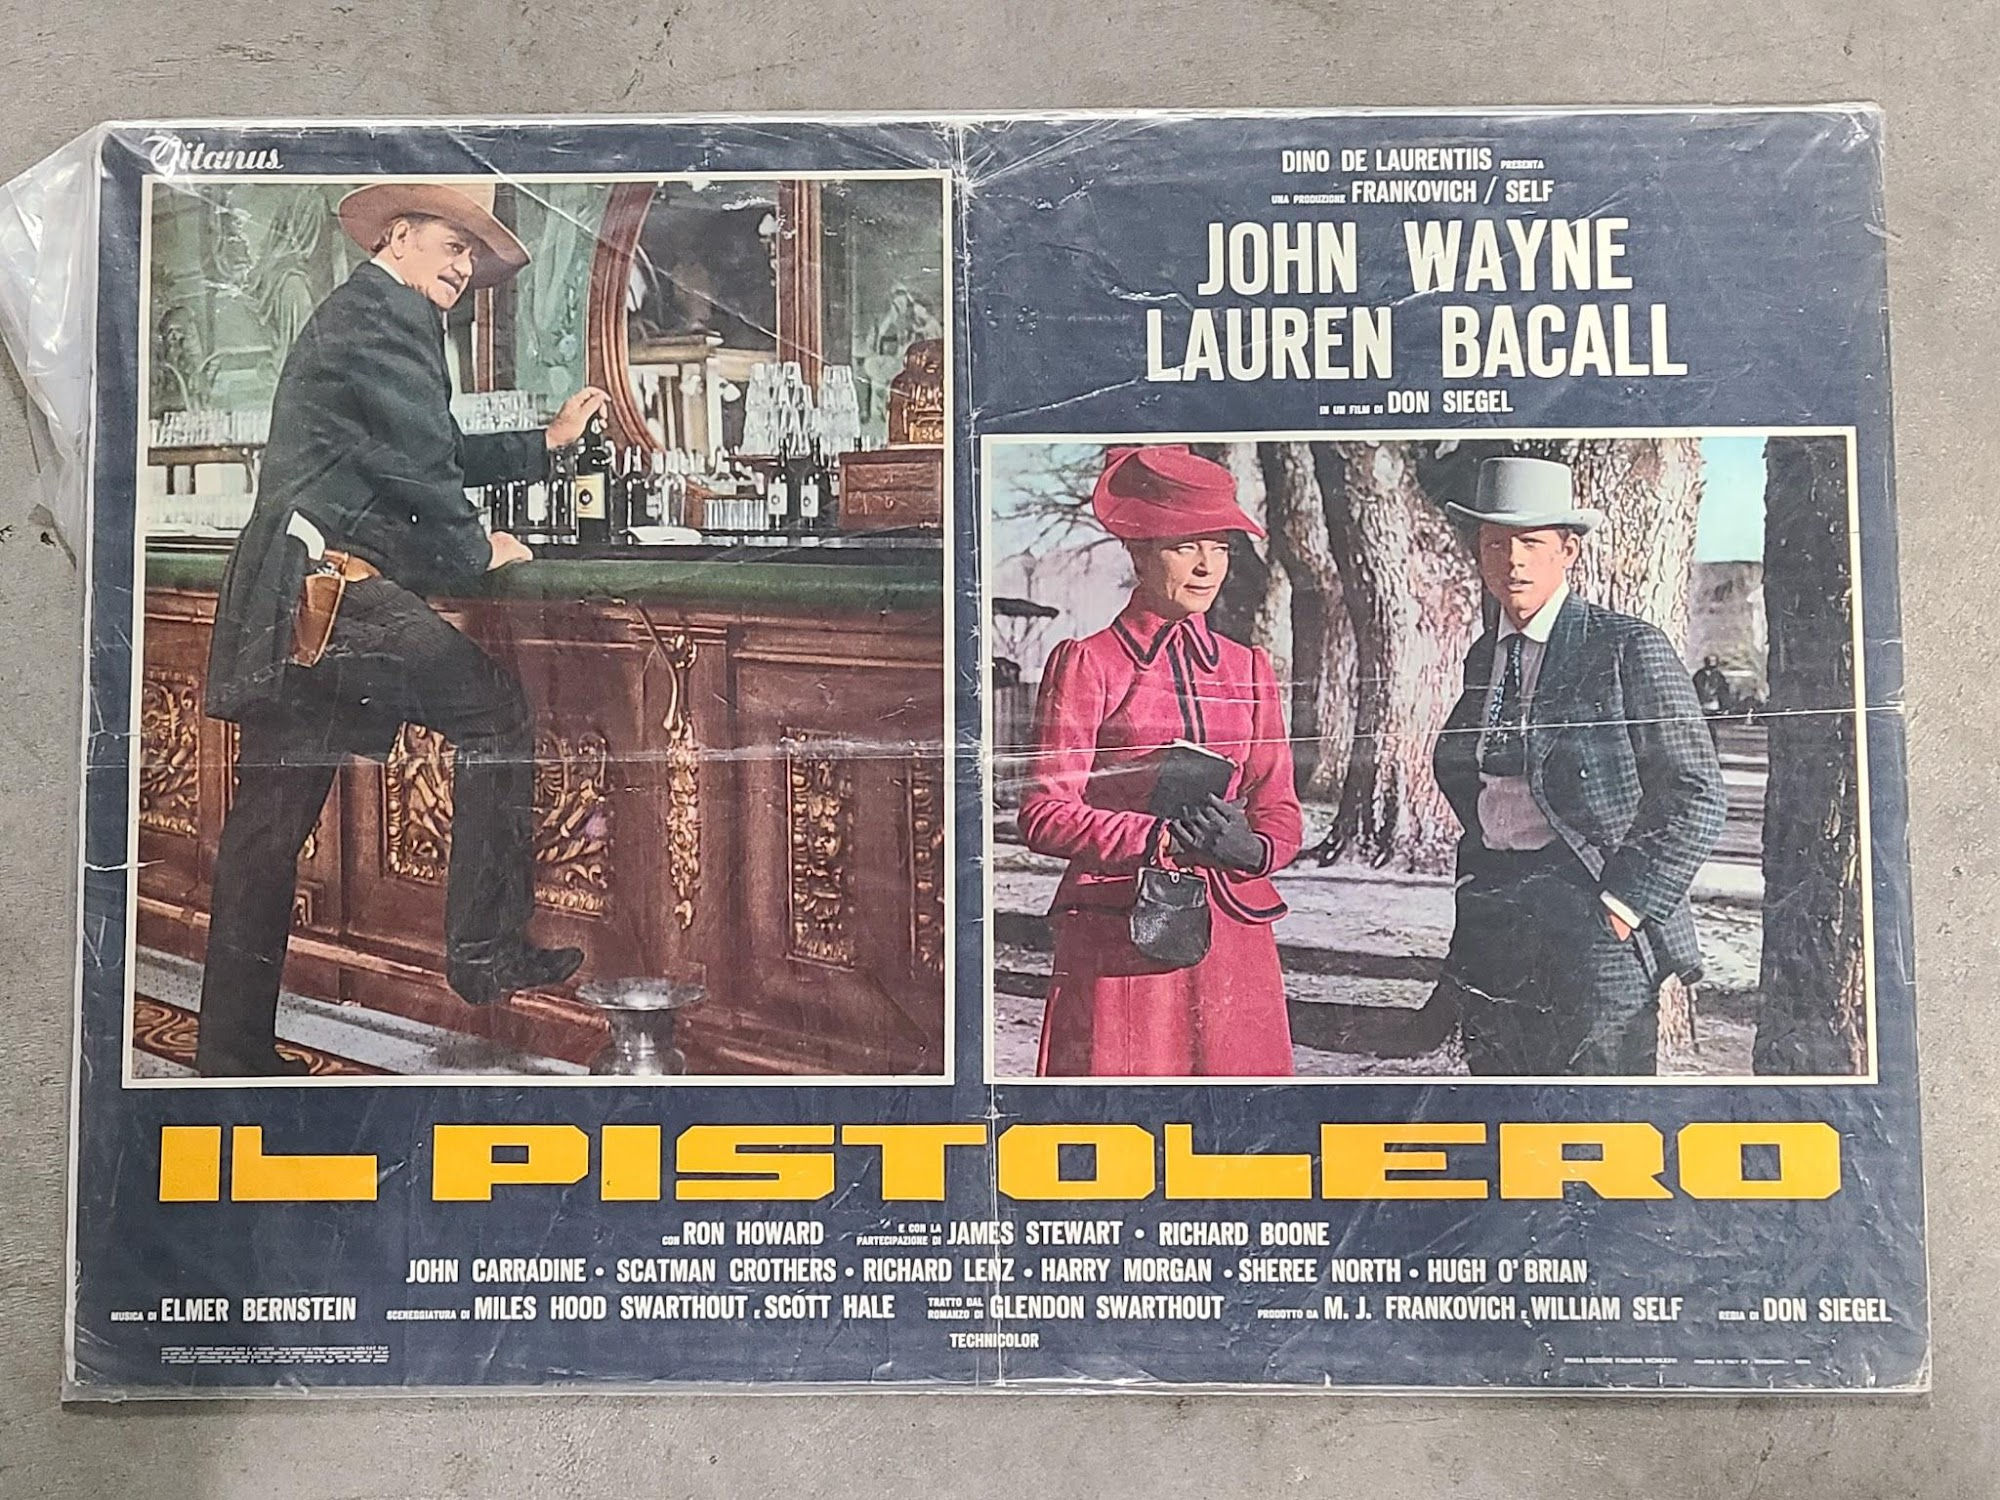 Titanus
DINO DE LAURENTIIS PRESENTA
UNA PRODUZIONE FRANKOVICH / SELF
JOHN WAYNE
LAUREN BACALL
IN UN FILM DI DON SIEGEL
IL PISTOLERO
CON RON HOWARD E CON LA PARTECIPAZIONE DI JAMES STEWART • RICHARD BOONE
JOHN CARRADINE • SCATMAN CROTHERS • RICHARD LENZ • HARRY MORGAN • SHEREE NORTH • HUGH O' BRIAN
MUSICA DI ELMER BERNSTEIN SCENEGGIATURA DI MILES HOOD SWARTHOUT E SCOTT HALE TRATTO DAL ROMANZO DI GLENDON SWARTHOUT PRODOTTO DA M. J. FRANKOVICH E WILLIAM SELF REGIA DI DON SIEGEL
TECHNICOLOR
PRIMA EDIZIONE ITALIANA